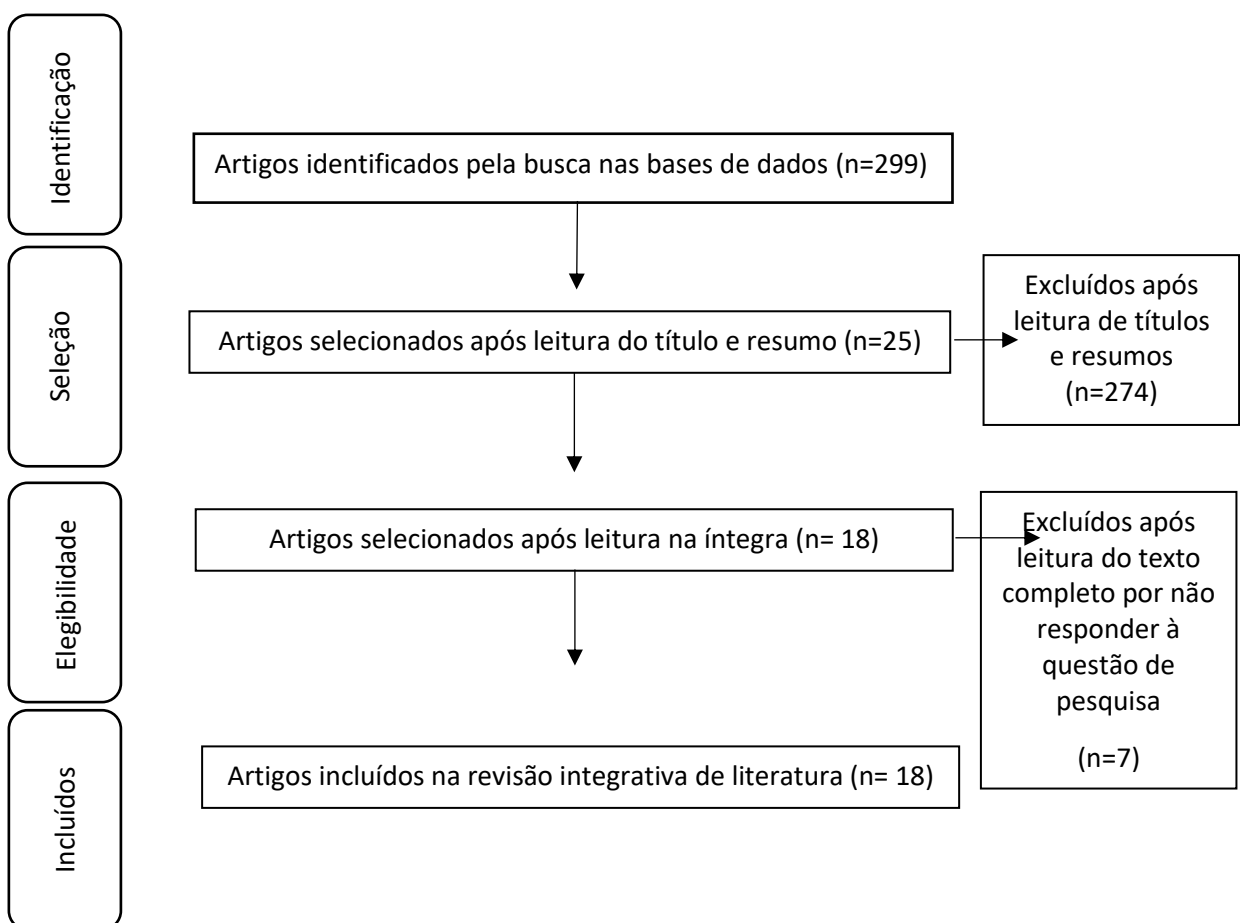 Identificação
Artigos identificados pela busca nas bases de dados (n=299)
Seleção
Artigos selecionados após leitura do título e resumo (n=25)
Excluídos após
leitura de títulos
e resumos
(n=274)
Elegibilidade
Artigos selecionados após leitura na íntegra (n= 18)
Excluídos após
leitura do texto
completo por não
responder à
questão de
pesquisa
(n=7)
Incluídos
Artigos incluídos na revisão integrativa de literatura (n= 18)